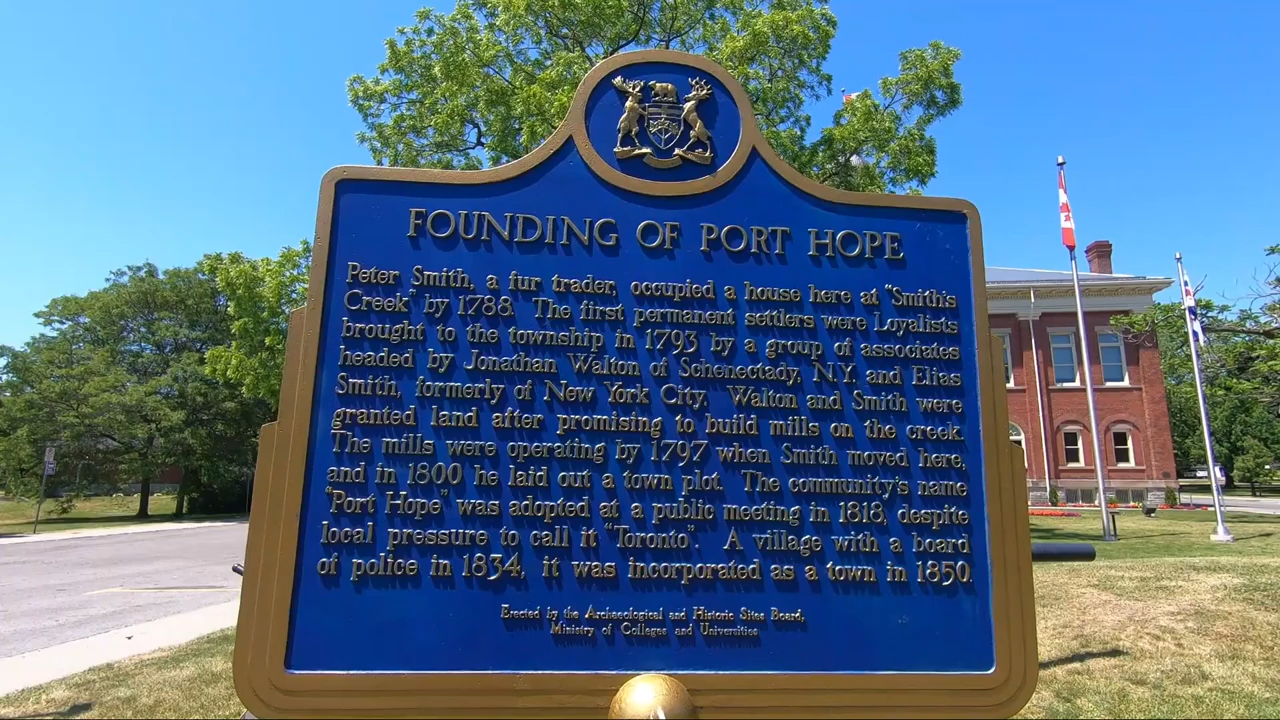 FOUNDING OF PORT HOPE
Peter Smith, a fur trader, occupied a house here at "Smith's
Creek" by 1788. The first permanent settlers were Loyalists
brought to the township in 1793 by a group of associates
headed by Jonathan Walton of Schenectady, N.Y. and Elias
Smith, formerly of New York City. Walton and Smith were
granted land after promising to build mills on the creek.
The mills were operating by 1797 when Smith moved here,
and in 1800 he laid out a town plot. The community's name
"Port Hope" was adopted at a public meeting in 1818, despite
local pressure to call it "Toronto". A village with a board
of police in 1834, it was incorporated as a town in 1850.
Erected by the Archaeological and Historic Sites Board,
Ministry of Colleges and Universities